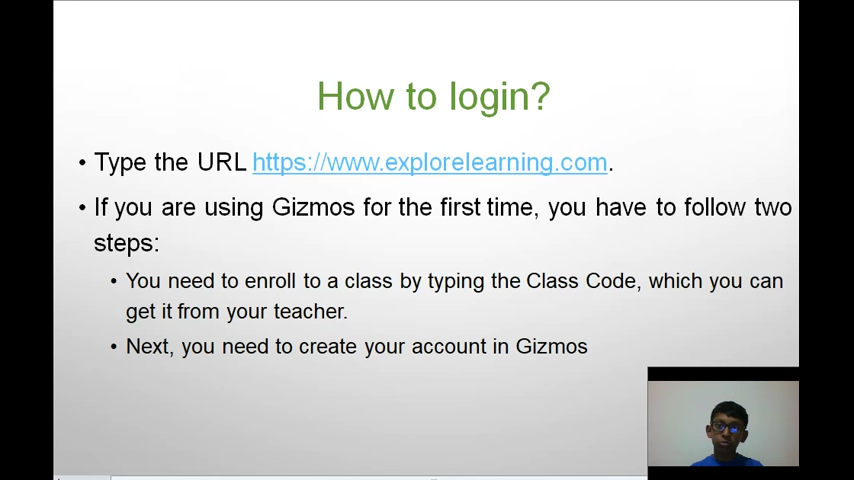 How to login?
• Type the URL https://www.explorelearning.com.
• If you are using Gizmos for the first time, you have to follow two
steps:
• You need to enroll to a class by typing the Class Code, which you can
get it from your teacher.
• Next, you need to create your account in Gizmos